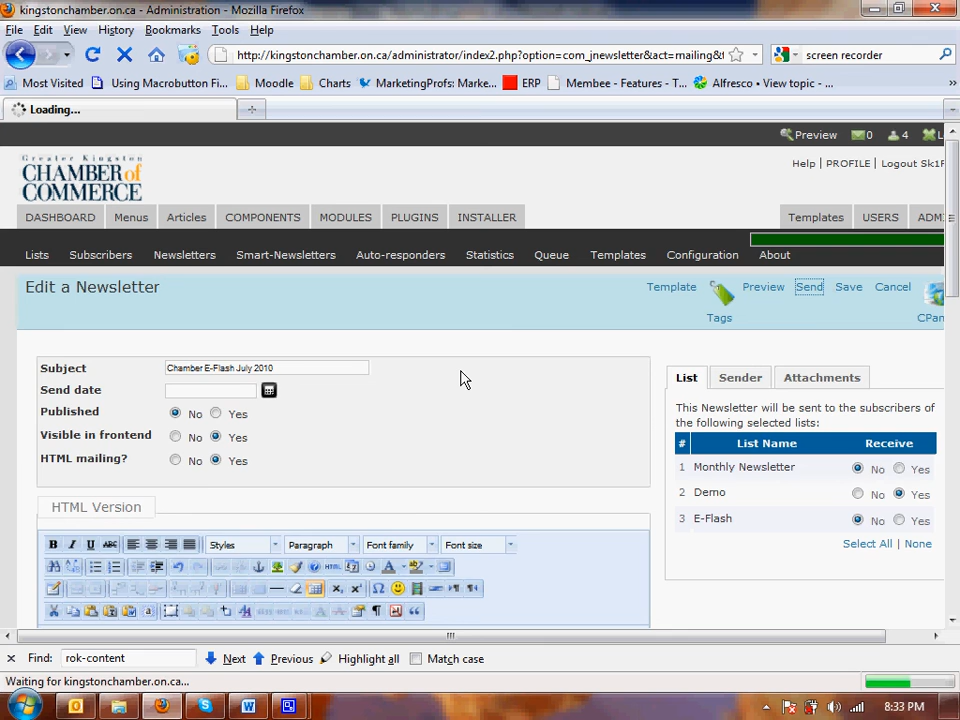 kingstonchamber.on.ca - Administration - Mozilla Firefox
File Edit View History Bookmarks Tools Help
http://kingstonchamber.on.ca/administrator/index2.php?option=com_jnewsletter&act=mailing&t
screen recorder
Most Visited Using Macrobutton Fi... Moodle Charts MarketingProfs: Marke... ERP Membee - Features - T... Alfresco • View topic - ...
Loading...
Preview 0 4 L
Greater Kingston
CHAMBER of
COMMERCE
Help | PROFILE | Logout Sk1F
DASHBOARD Menus Articles COMPONENTS MODULES PLUGINS INSTALLER Templates USERS ADMI
Lists Subscribers Newsletters Smart-Newsletters Auto-responders Statistics Queue Templates Configuration About
Edit a Newsletter
Template Tags Preview Send Save Cancel CPan
Subject Chamber E-Flash July 2010
Send date
Published No Yes
Visible in frontend No Yes
HTML mailing? No Yes
HTML Version
B I U ABC Styles Paragraph Font family Font size
HTML
List Sender Attachments
This Newsletter will be sent to the subscribers of
the following selected lists:
# List Name Receive
1 Monthly Newsletter No Yes
2 Demo No Yes
3 E-Flash No Yes
Select All | None
Find: rok-content Next Previous Highlight all Match case
Waiting for kingstonchamber.on.ca...
8:33 PM